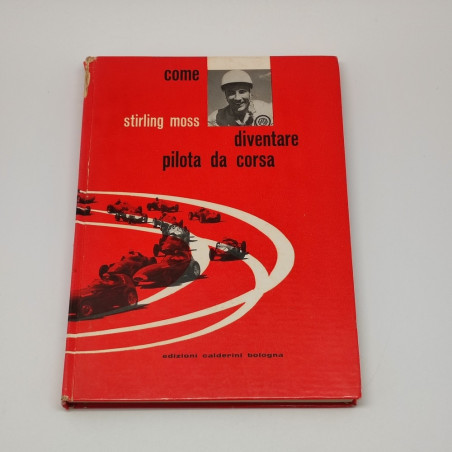 come
stirling moss
diventare
pilota da corsa
edizioni calderini bologna